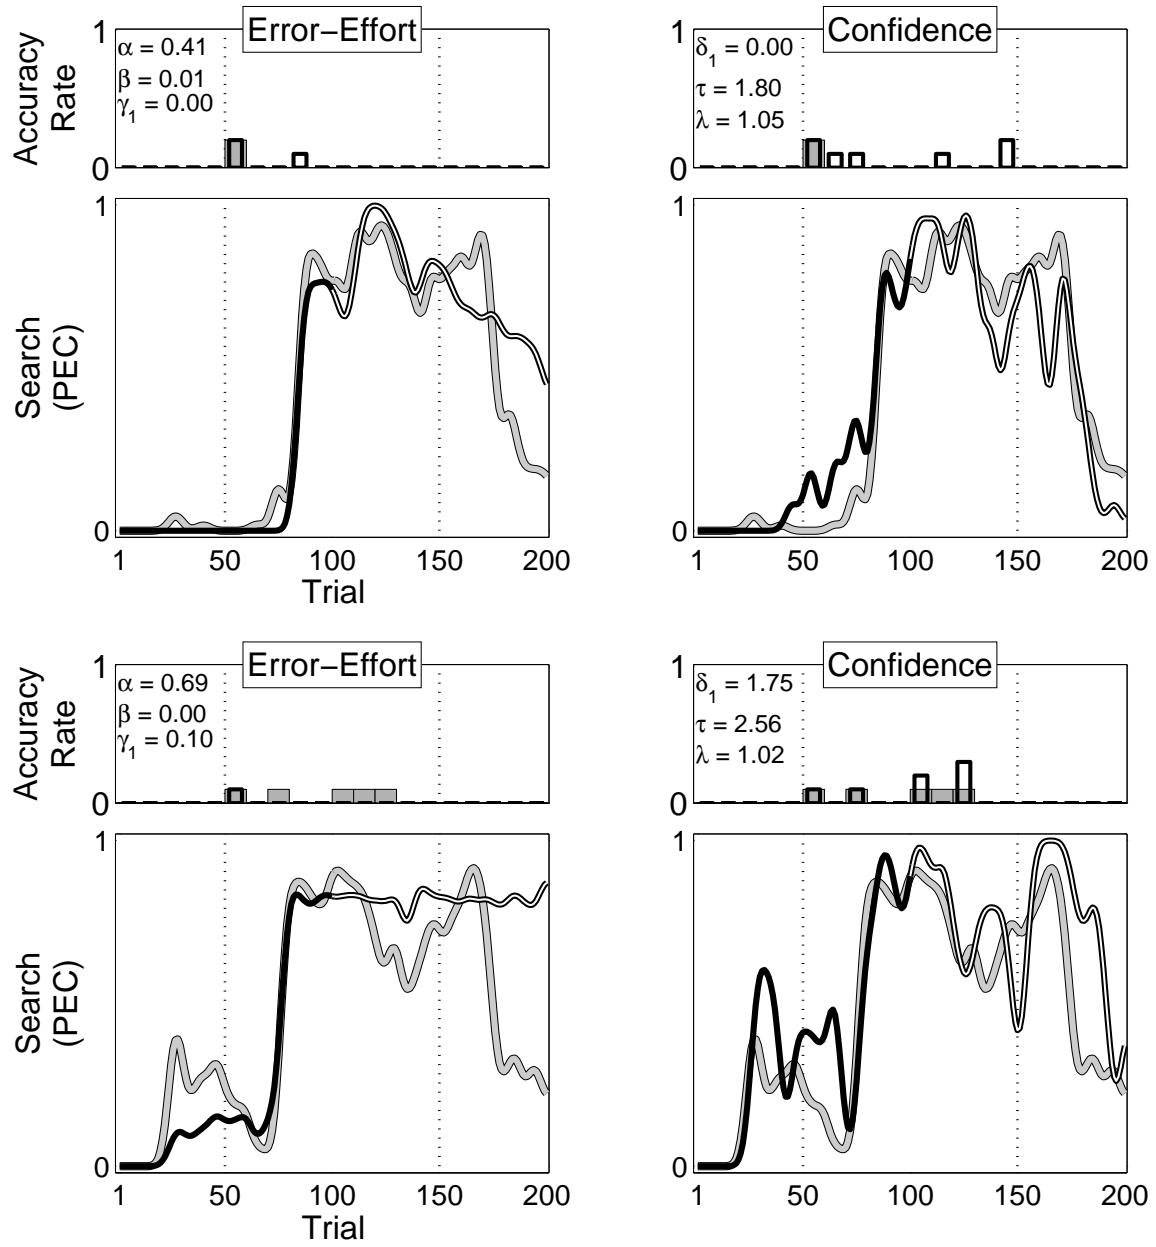 Error–Effort
Confidence
1
Accuracy
Rate
0
α = 0.41
β = 0.01
γ1 = 0.00
δ1 = 0.00
τ = 1.80
λ = 1.05
1
0
1
Search
(PEC)
0
1 50 100 150 200
Trial
1
0
1 50 100 150 200
Error–Effort
Confidence
1
Accuracy
Rate
0
α = 0.69
β = 0.00
γ1 = 0.10
1
0
δ1 = 1.75
τ = 2.56
λ = 1.02
1
Search
(PEC)
0
1 50 100 150 200
Trial
1
0
1 50 100 150 200